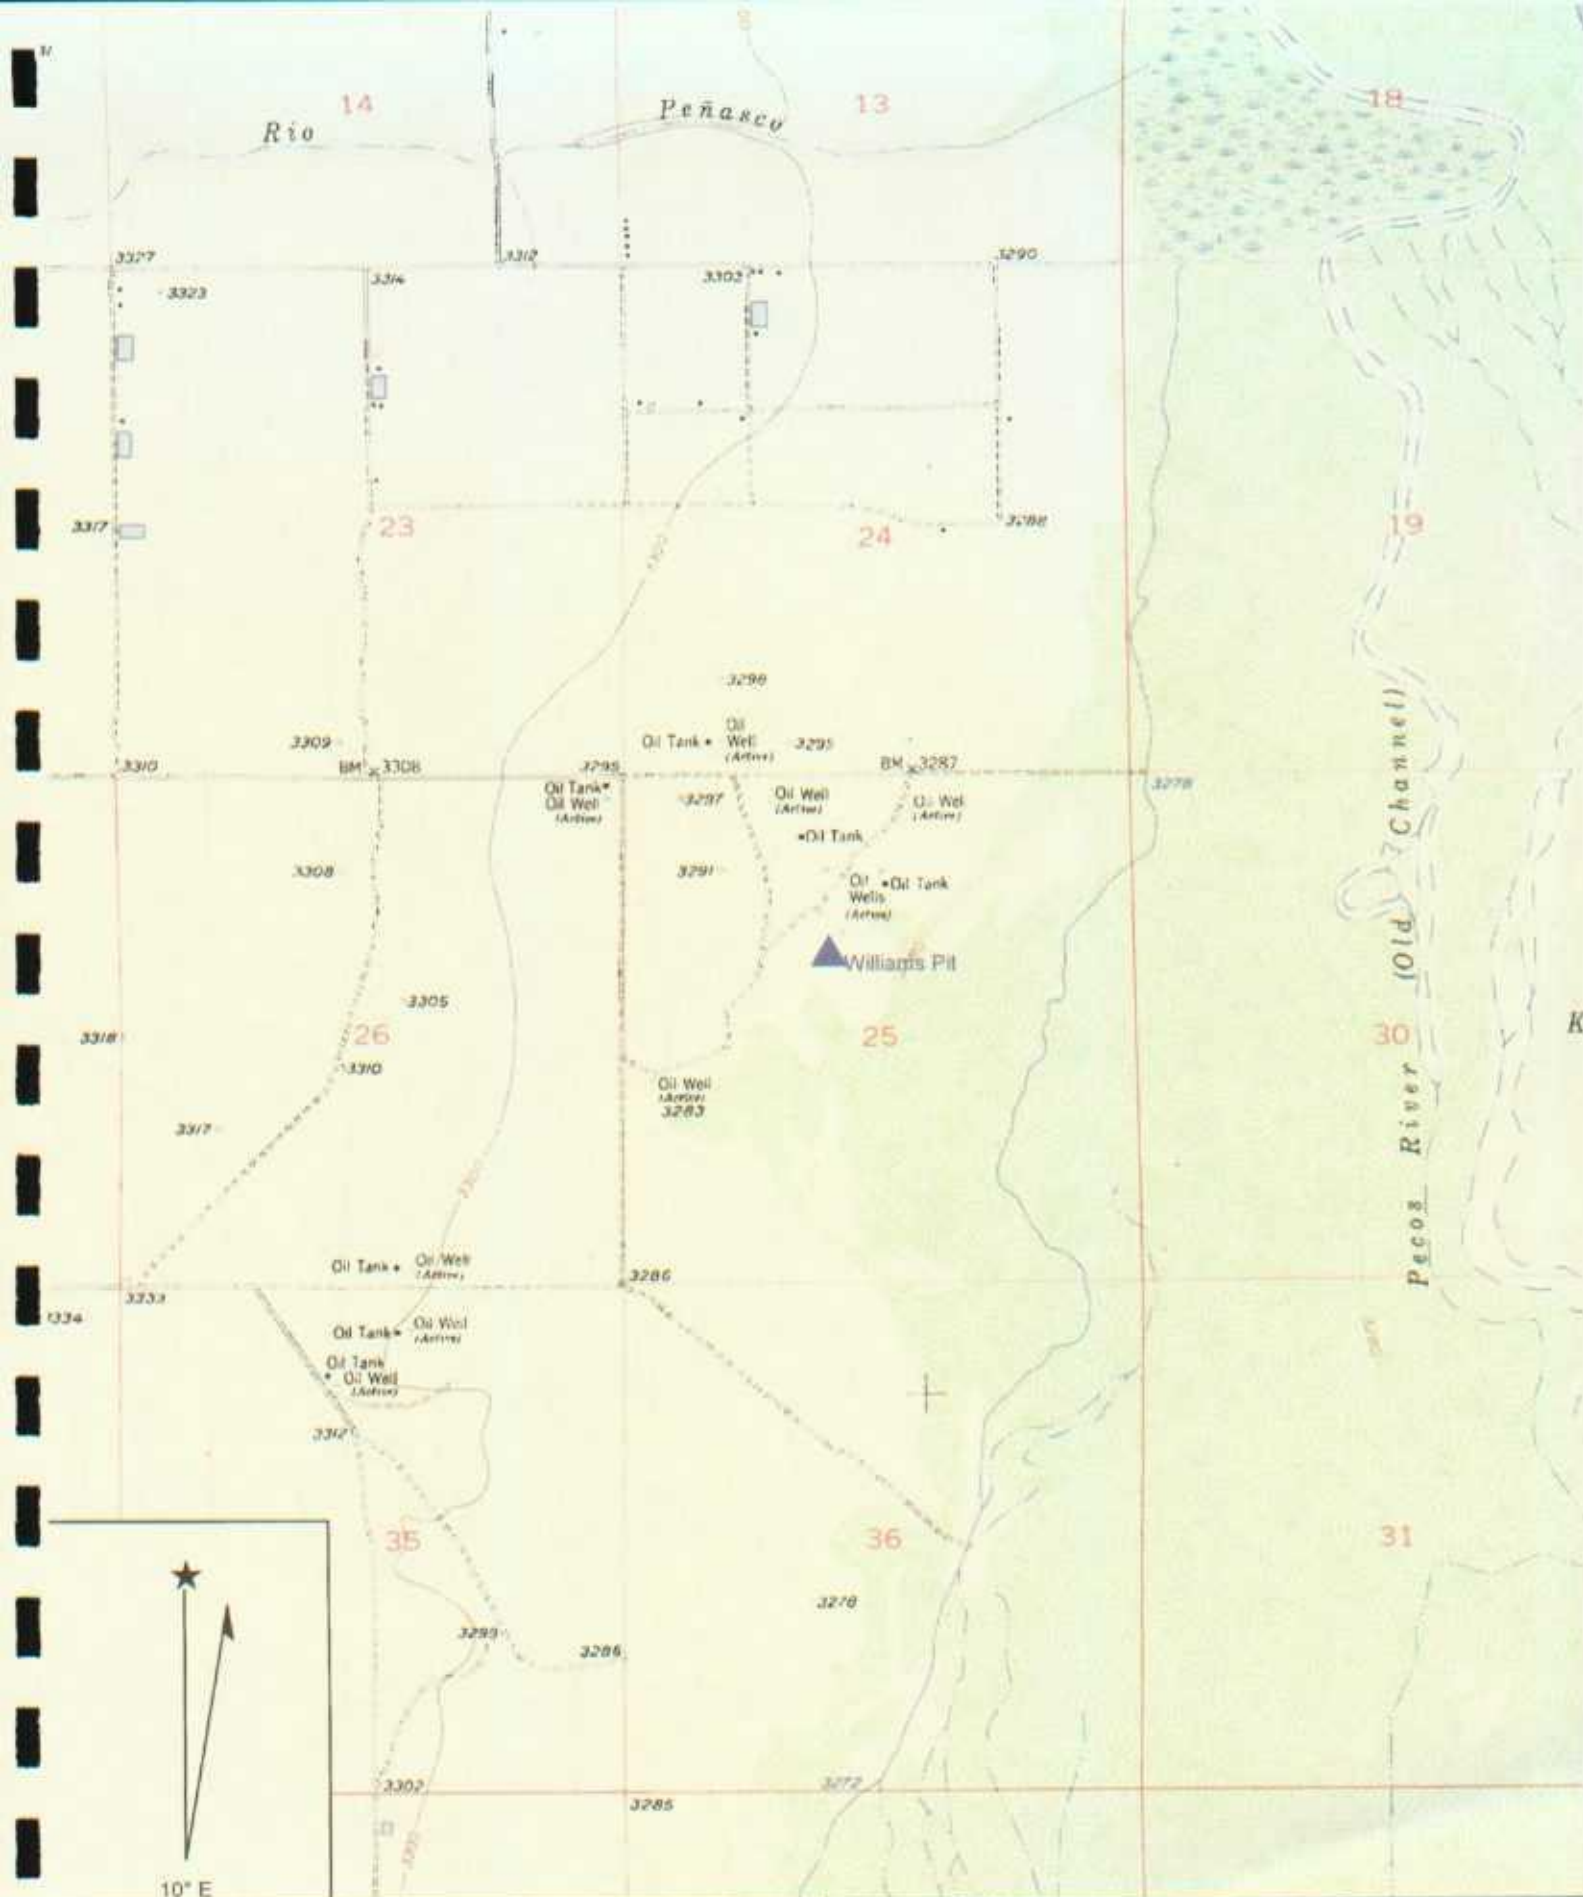 14
13
18
Rio
Peñasco
3327
3323
3314
3312
3303
3290
3317
23
24
3288
19
3300
3298
Oil Tank
Oil
Well
(Active)
3295
3309
BM 3308
3310
3295
BM 3287
3278
Oil Tank
Oil Well
(Active)
3297
Oil Well
(Active)
Oil Tank
(Active)
3308
3291
Oil
Wells
(Active)
Oil Tank
Williams Pit
Pecos River (Old Channel)
3305
3318
26
25
30
K
3310
Oil Well
(Active)
3283
3317
Oil Tank
Oil Well
(Active)
3286
3333
3334
Oil Tank
Oil Well
(Active)
Oil Tank
Oil Well
(Active)
3312
35
36
31
3278
3299
3286
3302
3285
3272
3300
10° E